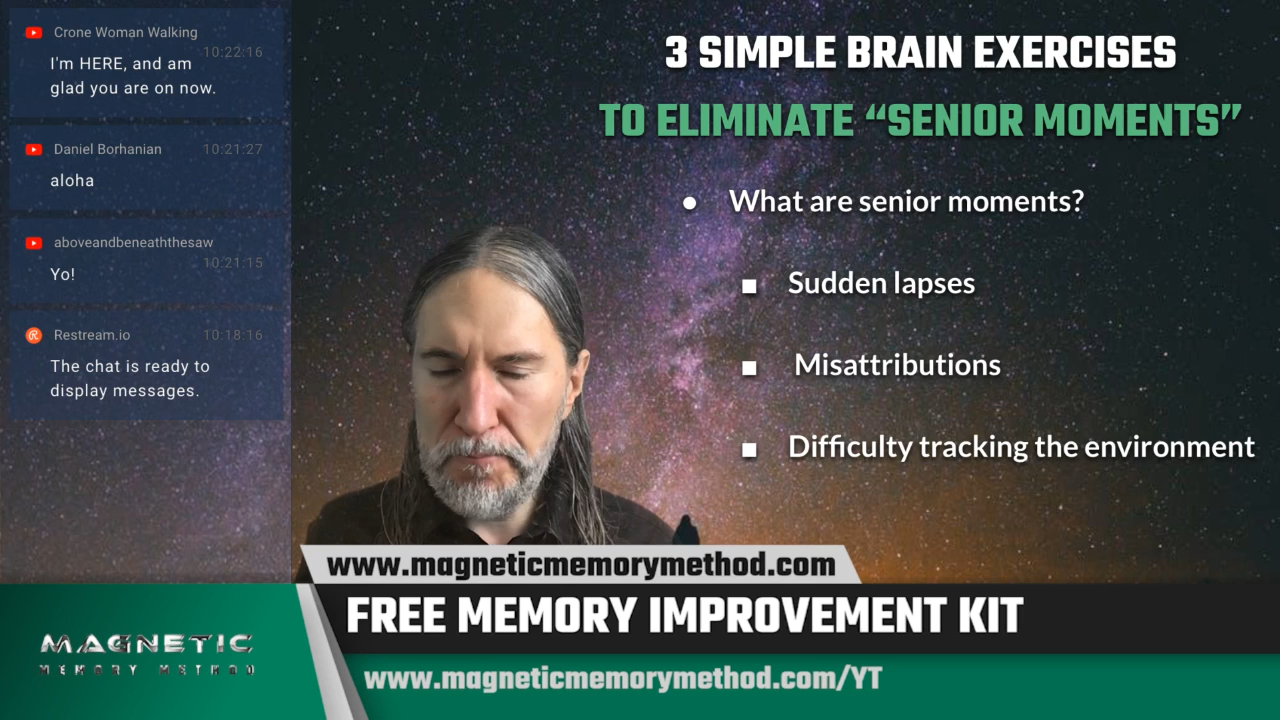 Crone Woman Walking
10:22:16
I'm HERE, and am
glad you are on now.
Daniel Borhanian 10:21:27
aloha
aboveandbeneaththesaw
10:21:15
Yo!
Restream.io 10:18:16
The chat is ready to
display messages.
3 SIMPLE BRAIN EXERCISES
TO ELIMINATE “SENIOR MOMENTS”
● What are senior moments?
■ Sudden lapses
■ Misattributions
■ Difficulty tracking the environment
www.magneticmemorymethod.com
FREE MEMORY IMPROVEMENT KIT
www.magneticmemorymethod.com/YT
MAGNETIC
MEMORY METHOD